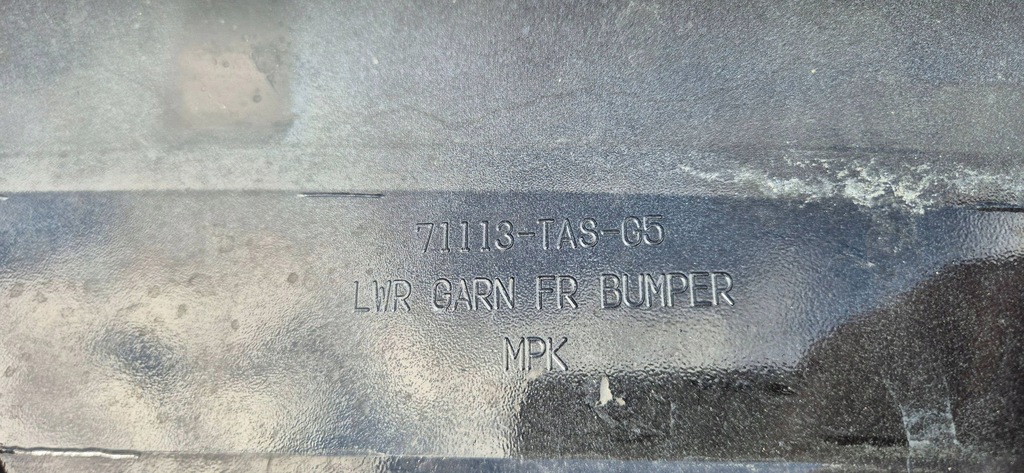 71113-TAS-G5
LWR GARN FR BUMPER
MPK